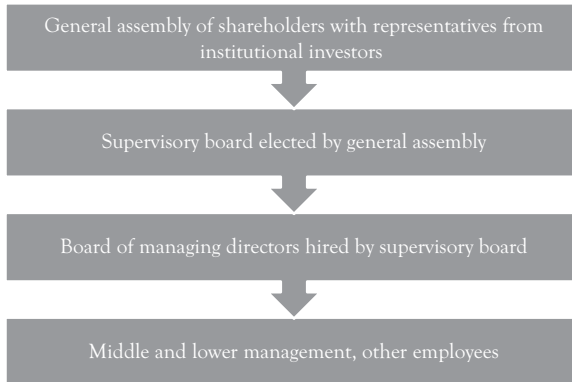 General assembly of shareholders with representatives from
institutional investors
Supervisory board elected by general assembly
Board of managing directors hired by supervisory board
Middle and lower management, other employees